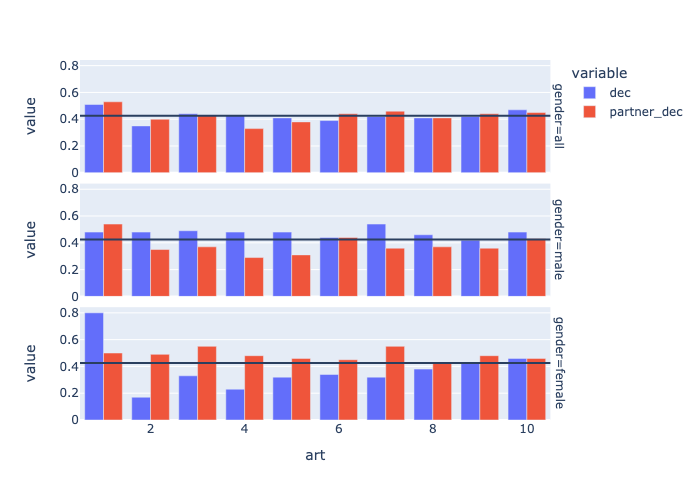 variable
dec
partner_dec
value
0.8
0.6
0.4
0.2
0
gender=all
value
0.8
0.6
0.4
0.2
0
gender=male
value
0.8
0.6
0.4
0.2
0
gender=female
2 4 6 8 10
art